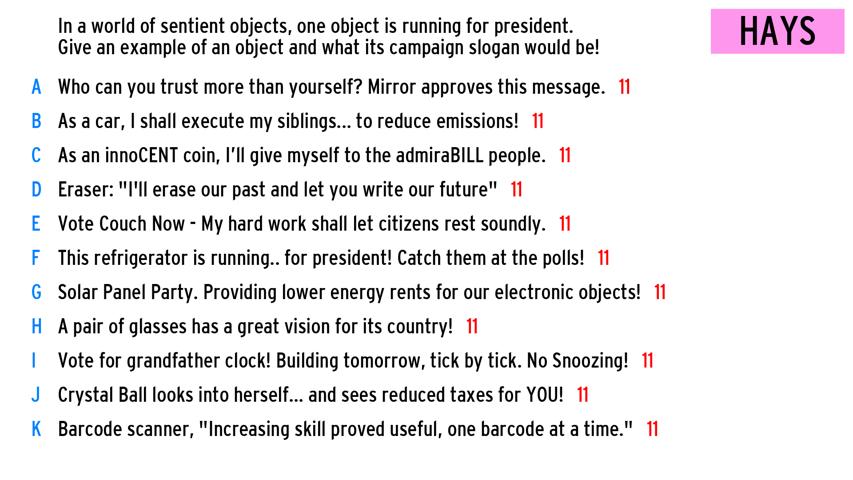 In a world of sentient objects, one object is running for president.
Give an example of an object and what its campaign slogan would be!
HAYS
A Who can you trust more than yourself? Mirror approves this message. 11
B As a car, I shall execute my siblings... to reduce emissions! 11
C As an innoCENT coin, I'll give myself to the admiraBILL people. 11
D Eraser: "I'll erase our past and let you write our future" 11
E Vote Couch Now - My hard work shall let citizens rest soundly. 11
F This refrigerator is running.. for president! Catch them at the polls! 11
G Solar Panel Party. Providing lower energy rents for our electronic objects! 11
H A pair of glasses has a great vision for its country! 11
I Vote for grandfather clock! Building tomorrow, tick by tick. No Snoozing! 11
J Crystal Ball looks into herself... and sees reduced taxes for YOU! 11
K Barcode scanner, "Increasing skill proved useful, one barcode at a time." 11